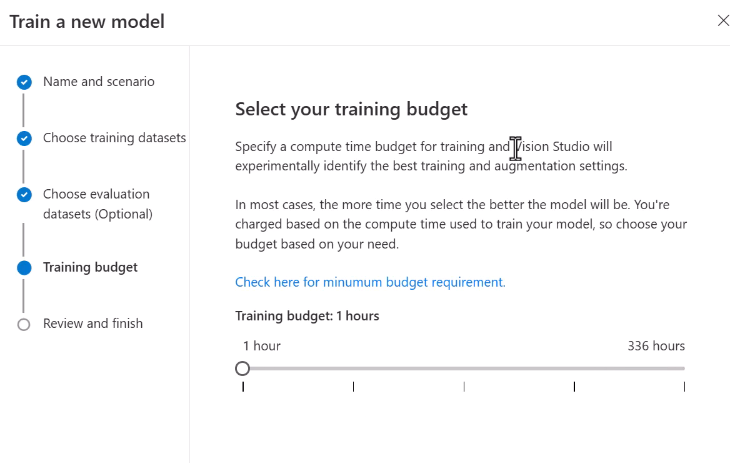 Train a new model
Name and scenario
Choose training datasets
Choose evaluation
datasets (Optional)
Training budget
Review and finish
Select your training budget
Specify a compute time budget for training and Vision Studio will
experimentally identify the best training and augmentation settings.
In most cases, the more time you select the better the model will be. You're
charged based on the compute time used to train your model, so choose your
budget based on your need.
Check here for minumum budget requirement.
Training budget: 1 hours
1 hour
336 hours